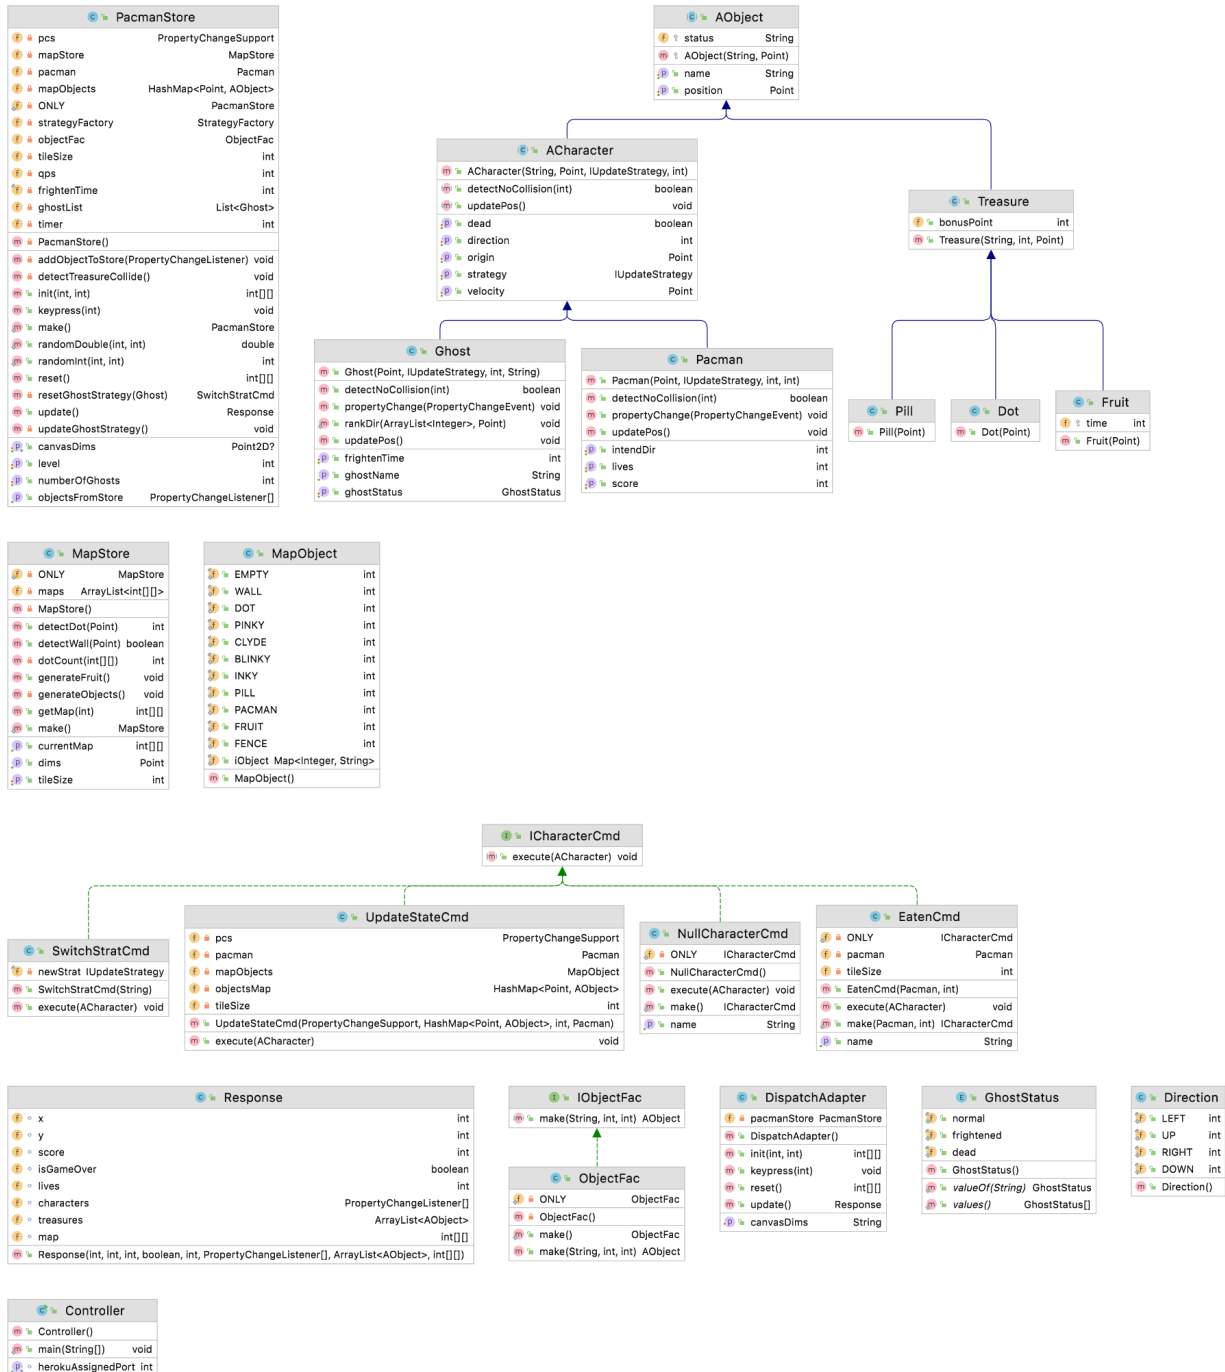 PacmanStore
pcs PropertyChangeSupport
mapStore MapStore
pacman Pacman
mapObjects HashMap<Point, AObject>
ONLY PacmanStore
strategyFactory StrategyFactory
objectFac ObjectFac
tileSize int
qps int
frightenTime int
ghostList List<Ghost>
timer int
PacmanStore()
addObjectToStore(PropertyChangeListener) void
detectTreasureCollide() void
init(int, int) int[][]
keypress(int) void
make() PacmanStore
randomDouble(int, int) double
randomInt(int, int) int
reset() int[][]
resetGhostStrategy(Ghost) SwitchStratCmd
update() Response
updateGhostStrategy() void
canvasDims Point2D?
level int
numberOfGhosts int
objectsFromStore PropertyChangeListener[]
AObject
status String
AObject(String, Point)
name String
position Point
ACharacter
ACharacter(String, Point, IUpdateStrategy, int)
detectNoCollision(int) boolean
updatePos() void
dead boolean
direction int
origin Point
strategy IUpdateStrategy
velocity Point
Treasure
bonusPoint int
Treasure(String, int, Point)
Ghost
Ghost(Point, IUpdateStrategy, int, String)
detectNoCollision(int) boolean
propertyChange(PropertyChangeEvent) void
rankDir(ArrayList<Integer>, Point) void
updatePos() void
frightenTime int
ghostName String
ghostStatus GhostStatus
Pacman
Pacman(Point, IUpdateStrategy, int, int)
detectNoCollision(int) boolean
propertyChange(PropertyChangeEvent) void
updatePos() void
intendDir int
lives int
score int
Pill
Pill(Point)
Dot
Dot(Point)
Fruit
time int
Fruit(Point)
MapStore
ONLY MapStore
maps ArrayList<int[][]>
MapStore()
detectDot(Point) int
detectWall(Point) boolean
dotCount(int[][]) int
generateFruit() void
generateObjects() void
getMap(int) int[][]
make() MapStore
currentMap int[][]
dims Point
tileSize int
MapObject
EMPTY int
WALL int
DOT int
PINKY int
CLYDE int
BLINKY int
INKY int
PILL int
PACMAN int
FRUIT int
FENCE int
iObject Map<Integer, String>
MapObject()
ICharacterCmd
execute(ACharacter) void
SwitchStratCmd
newStrat IUpdateStrategy
SwitchStratCmd(String)
execute(ACharacter) void
UpdateStateCmd
pcs PropertyChangeSupport
pacman Pacman
mapObjects MapObject
objectsMap HashMap<Point, AObject>
tileSize int
UpdateStateCmd(PropertyChangeSupport, HashMap<Point, AObject>, int, Pacman)
execute(ACharacter) void
NullCharacterCmd
ONLY ICharacterCmd
NullCharacterCmd()
execute(ACharacter) void
make() ICharacterCmd
name String
EatenCmd
ONLY ICharacterCmd
pacman Pacman
tileSize int
EatenCmd(Pacman, int)
execute(ACharacter) void
make(Pacman, int) ICharacterCmd
name String
Response
x int
y int
score int
isGameOver boolean
lives int
characters PropertyChangeListener[]
treasures ArrayList<AObject>
map int[][]
Response(int, int, int, boolean, int, PropertyChangeListener[], ArrayList<AObject>, int[][])
IObjectFac
make(String, int, int) AObject
ObjectFac
ONLY ObjectFac
ObjectFac()
make() ObjectFac
make(String, int, int) AObject
DispatchAdapter
pacmanStore PacmanStore
DispatchAdapter()
init(int, int) int[][]
keypress(int) void
reset() int[][]
update() Response
canvasDims String
GhostStatus
normal
frightened
dead
GhostStatus()
valueOf(String) GhostStatus
values() GhostStatus[]
Direction
LEFT int
UP int
RIGHT int
DOWN int
Direction()
Controller
Controller()
main(String[]) void
herokuAssignedPort int